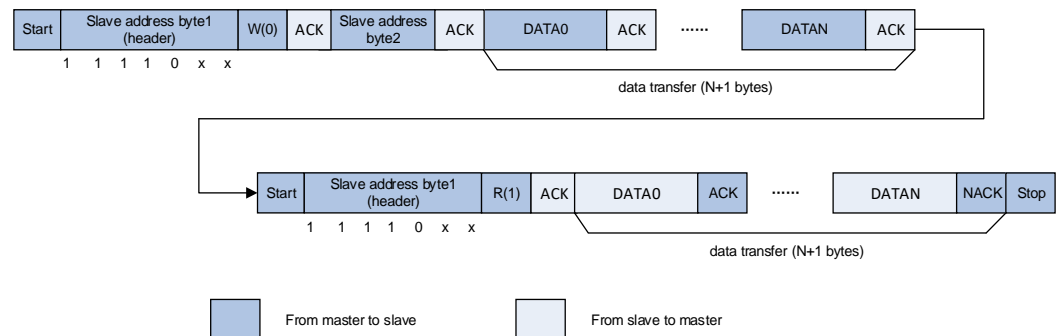 Start Slave address byte1 (header) W(0) ACK Slave address byte2 ACK DATA0 ACK ...... DATAN ACK
1 1 1 1 0 x x
data transfer (N+1 bytes)
Start Slave address byte1 (header) R(1) ACK DATA0 ACK ...... DATAN NACK Stop
1 1 1 1 0 x x
data transfer (N+1 bytes)
From master to slave From slave to master